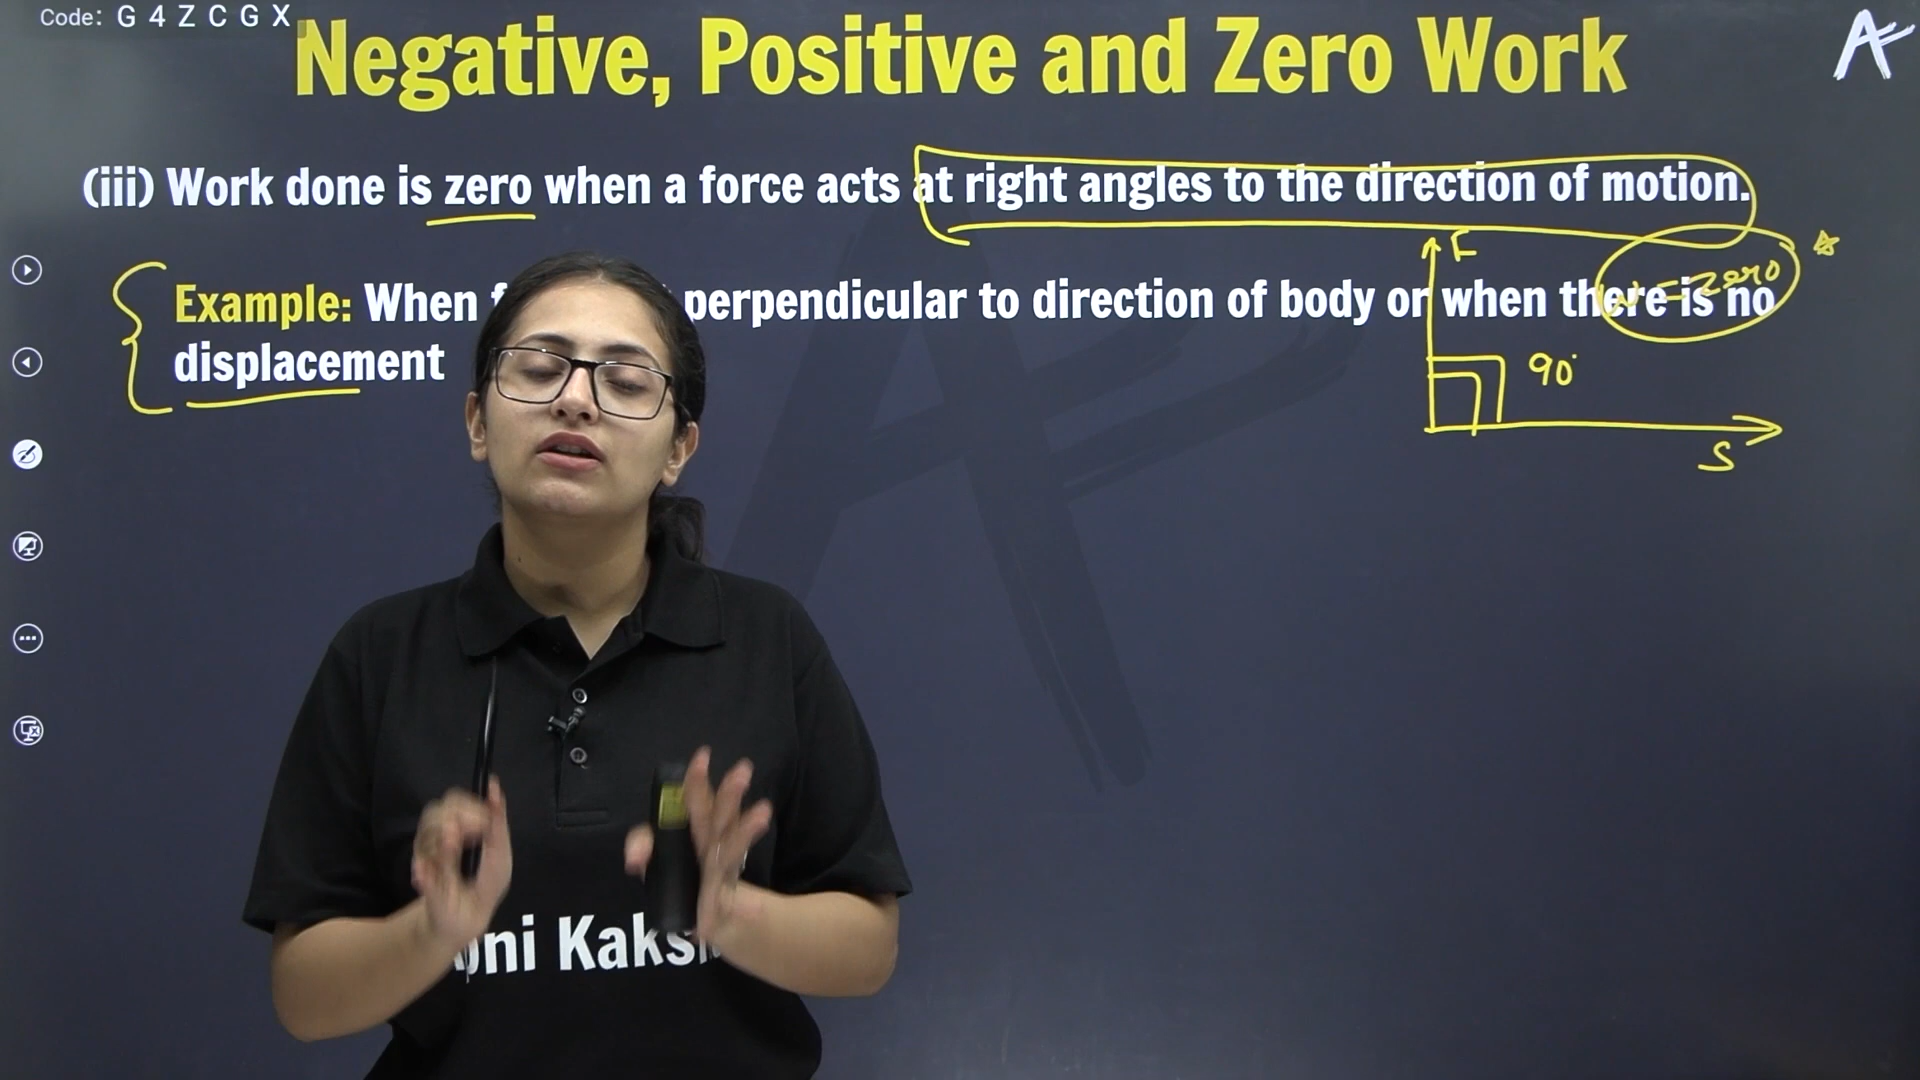 Code: G 4 Z C G X
Negative, Positive and Zero Work
(iii) Work done is zero when a force acts at right angles to the direction of motion.
F
w = zero
Example: When perpendicular to direction of body or when there is no
displacement
90°
S